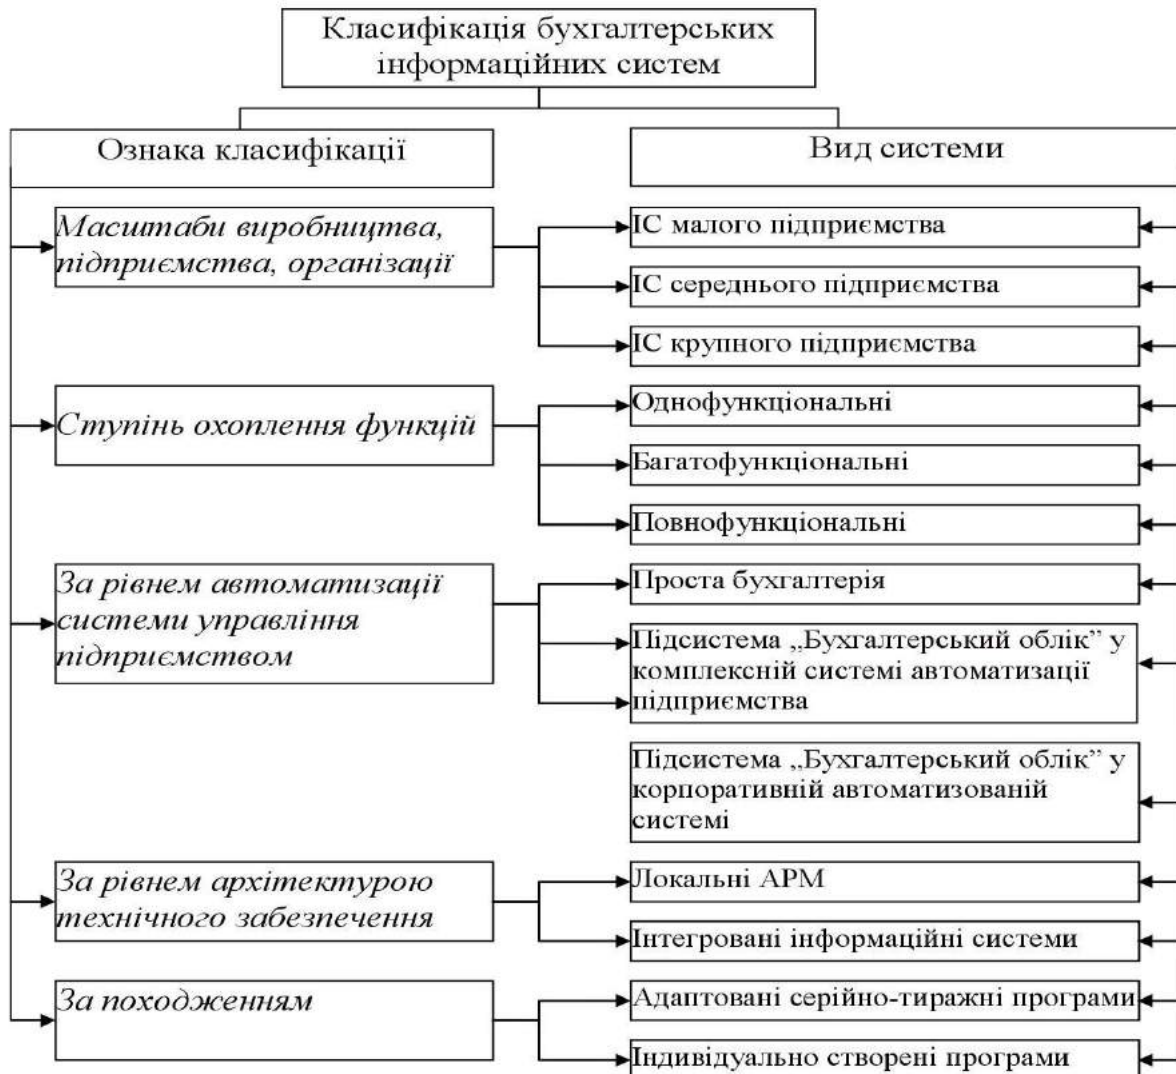 Класифікація бухгалтерських
інформаційних систем
Ознака класифікації
Вид системи
Масштаби виробництва,
підприємства, організації
ІС малого підприємства
ІС середнього підприємства
ІС крупного підприємства
Ступінь охоплення функцій
Однофункціональні
Багатофункціональні
Повнофункціональні
За рівнем автоматизації
системи управління
підприємством
Проста бухгалтерія
Підсистема „Бухгалтерський облік” у
комплексній системі автоматизації
підприємства
Підсистема „Бухгалтерський облік” у
корпоративній автоматизованій
системі
За рівнем архітектурою
технічного забезпечення
Локальні АРМ
Інтегровані інформаційні системи
За походженням
Адаптовані серійно-тиражні програми
Індивідуально створені програми